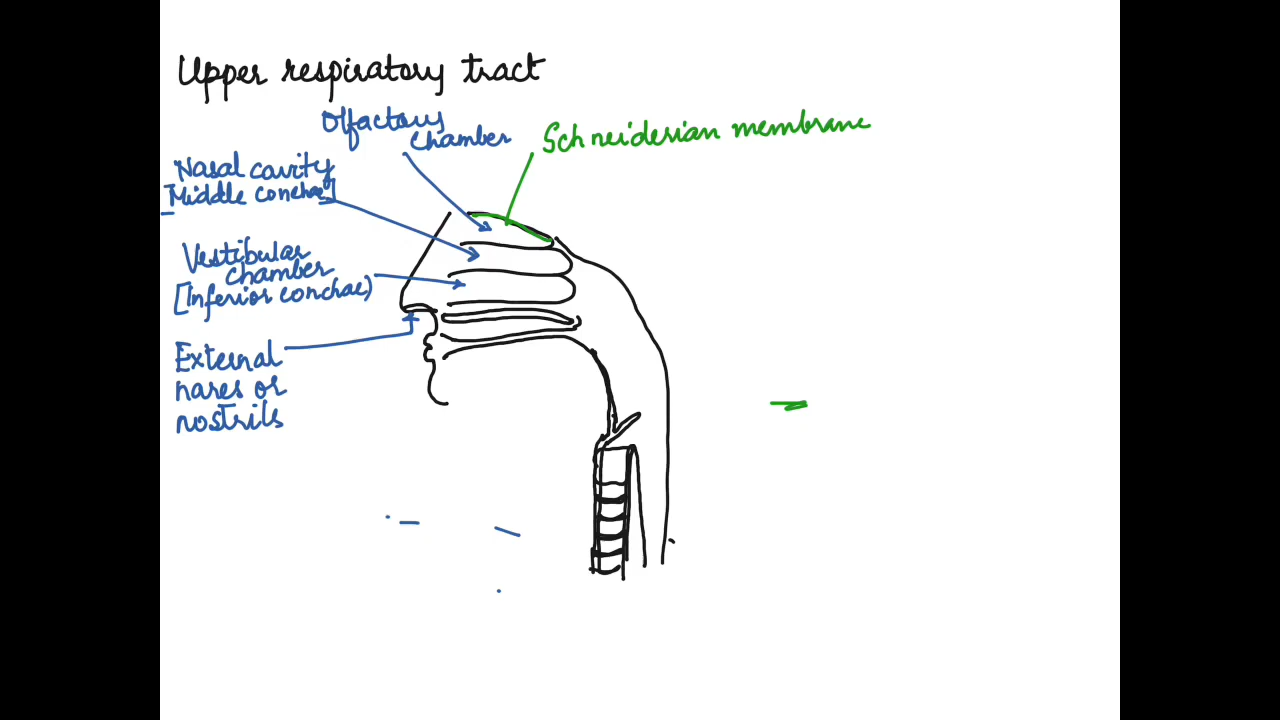 Upper respiratory tract
Olfactory
chamber
Schneiderian membrane
Nasal cavity
[Middle conchae]
Vestibular
chamber
[Inferior conchae)
External
nares or
nostrils